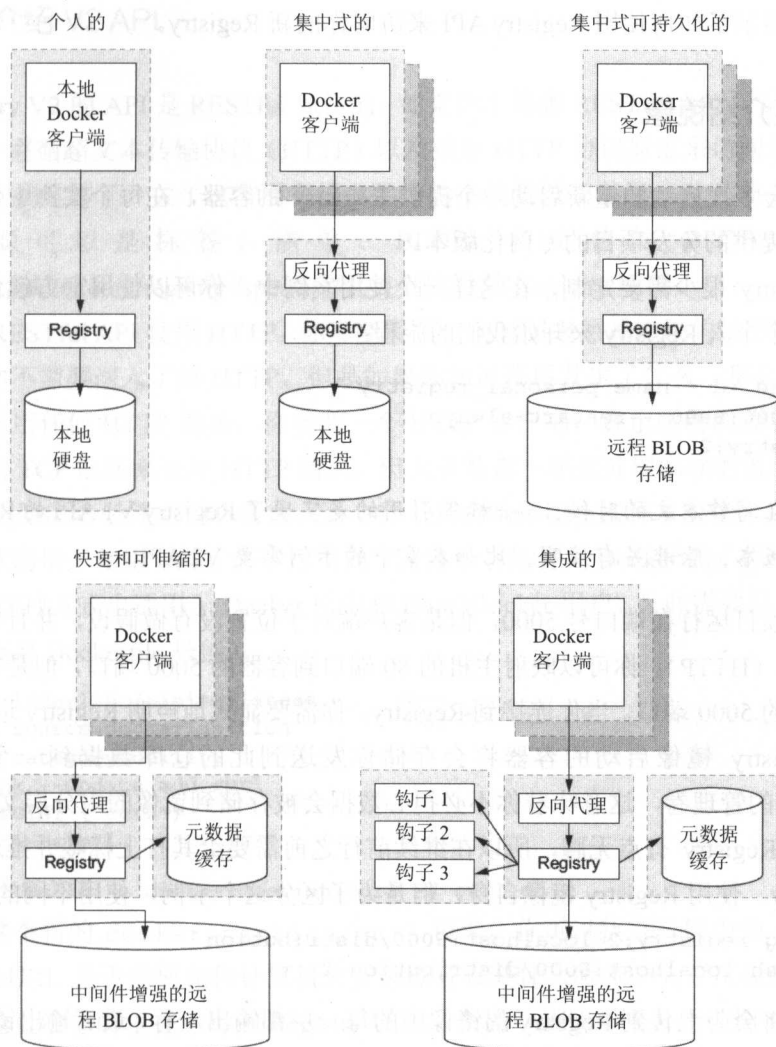 个人的
本地
Docker
客户端
Registry
本地
硬盘
集中式的
Docker
客户端
反向代理
Registry
本地
硬盘
集中式可持久化的
Docker
客户端
反向代理
Registry
远程 BLOB
存储
快速和可伸缩的
Docker
客户端
反向代理
Registry
元数据
缓存
中间件增强的远
程 BLOB 存储
集成的
Docker
客户端
钩子 1
钩子 2
钩子 3
反向代理
Registry
元数据
缓存
中间件增强的远
程 BLOB 存储